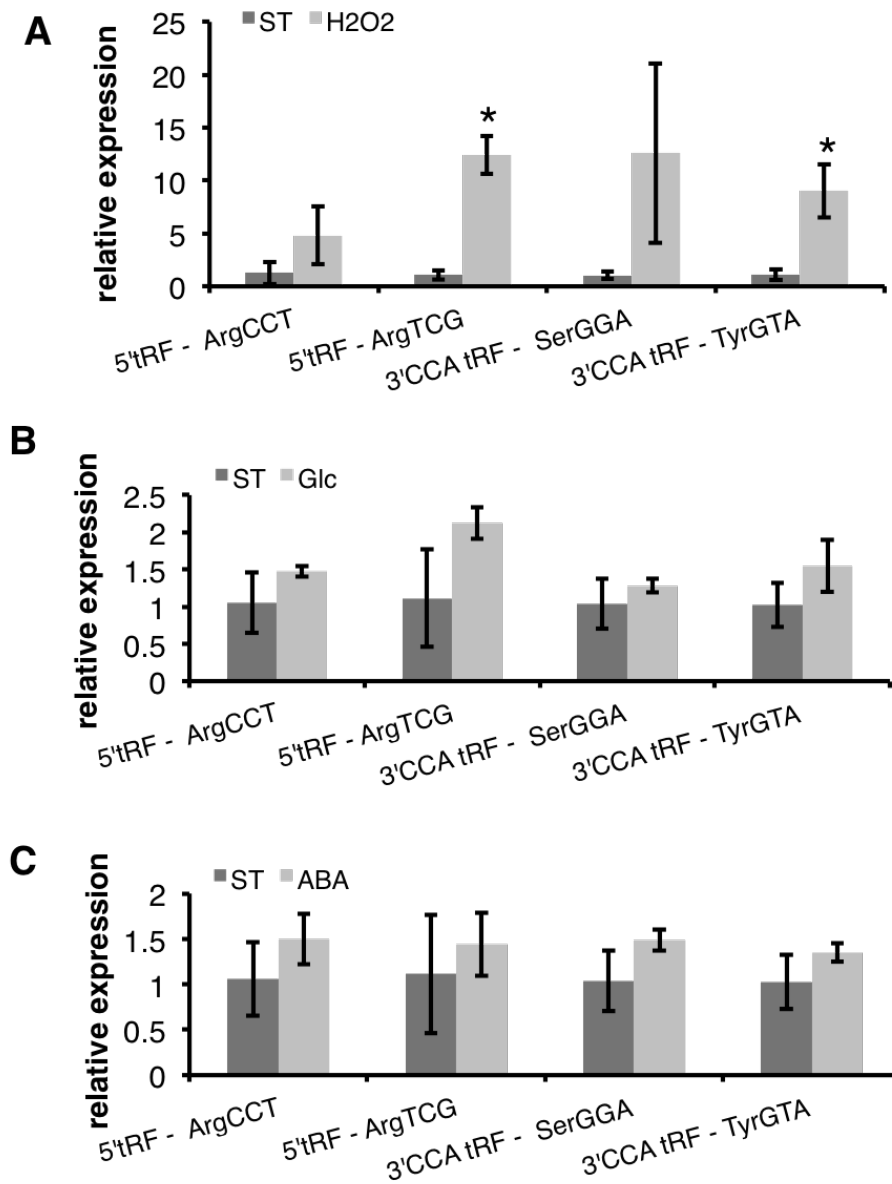 A
ST H2O2
relative expression
25
20
15
10
5
0
*
*
5'tRF - ArgCCT
5'tRF - ArgTCG
3'CCA tRF - SerGGA
3'CCA tRF - TyrGTA
B
ST Glc
relative expression
2.5
2
1.5
1
0.5
0
5'tRF - ArgCCT
5'tRF - ArgTCG
3'CCA tRF - SerGGA
3'CCA tRF - TyrGTA
C
ST ABA
relative expression
2
1.5
1
0.5
0
5'tRF - ArgCCT
5'tRF - ArgTCG
3'CCA tRF - SerGGA
3'CCA tRF - TyrGTA